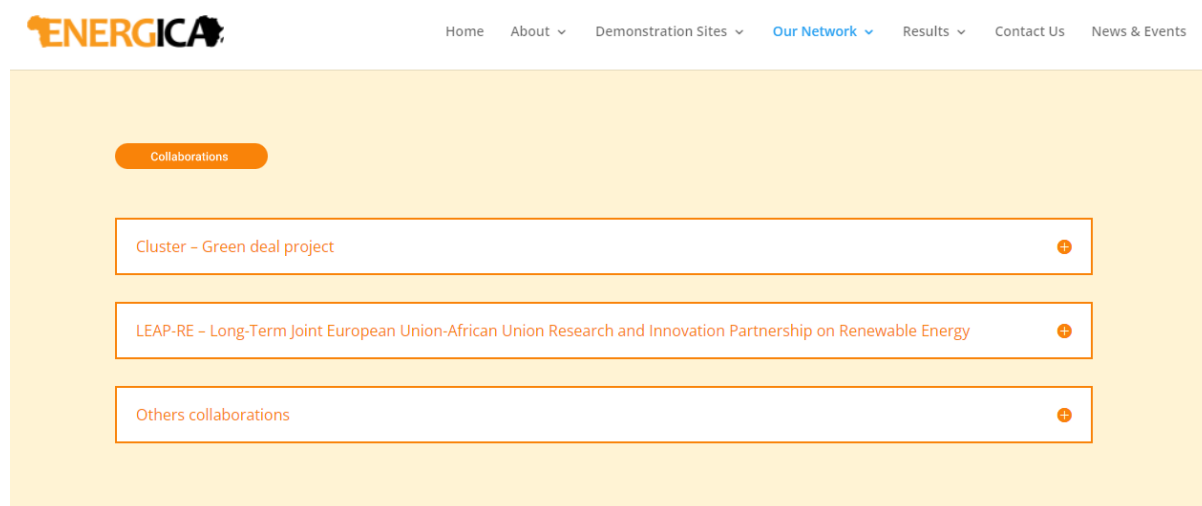 ENERGICA
Home About Demonstration Sites Our Network Results Contact Us News & Events
Collaborations
Cluster – Green deal project
LEAP-RE – Long-Term Joint European Union-African Union Research and Innovation Partnership on Renewable Energy
Others collaborations